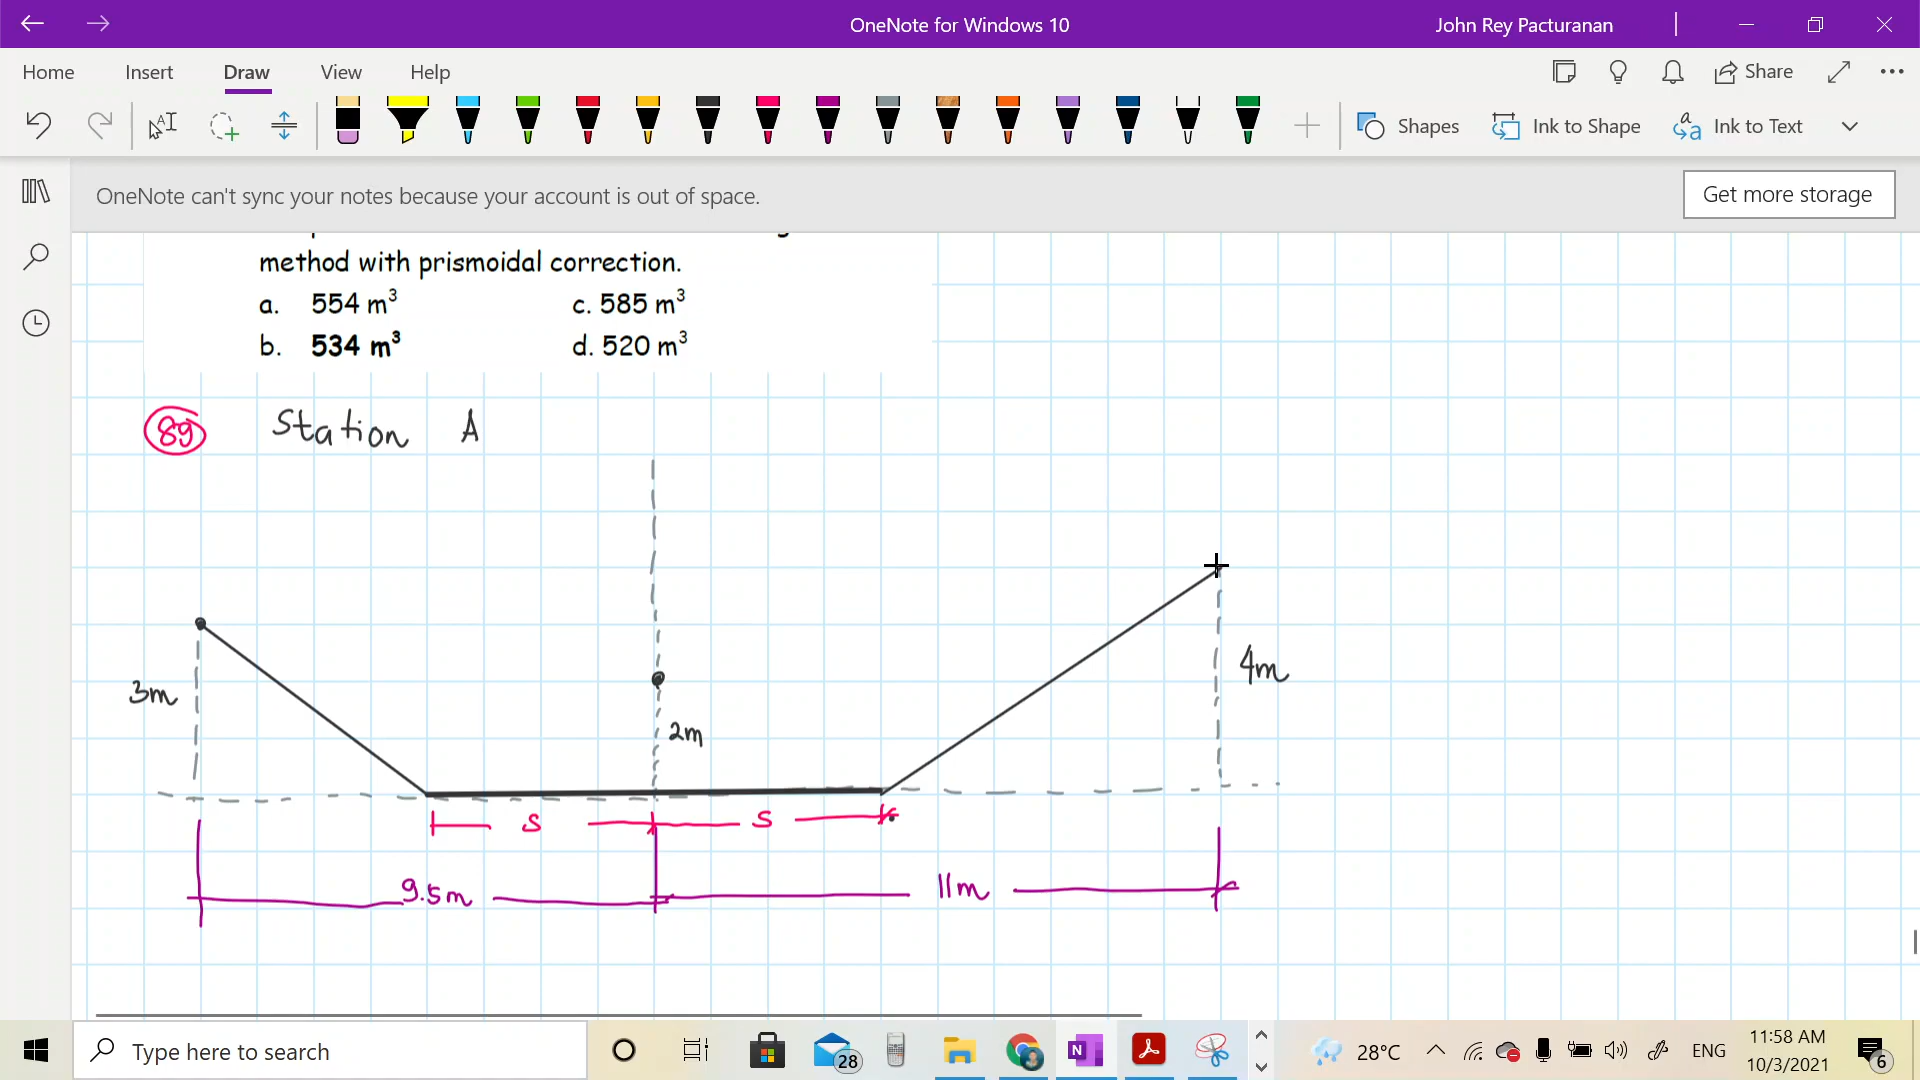 OneNote for Windows 10
John Rey Pacturanan
Home Insert Draw View Help
Share
Shapes Ink to Shape Ink to Text
OneNote can't sync your notes because your account is out of space.
Get more storage
method with prismoidal correction.
a. 554 m³ c. 585 m³
b. 534 m³ d. 520 m³
89 Station A
3m
2m
4m
S S
9.5m 11m
Type here to search
28
28°C
ENG
11:58 AM
10/3/2021
6